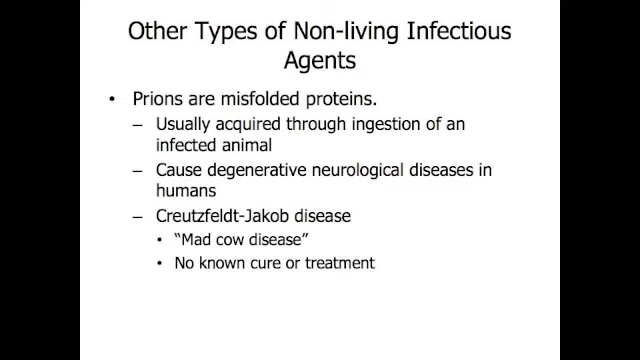 Other Types of Non-living Infectious
Agents
• Prions are misfolded proteins.
– Usually acquired through ingestion of an
infected animal
– Cause degenerative neurological diseases in
humans
– Creutzfeldt-Jakob disease
• “Mad cow disease”
• No known cure or treatment